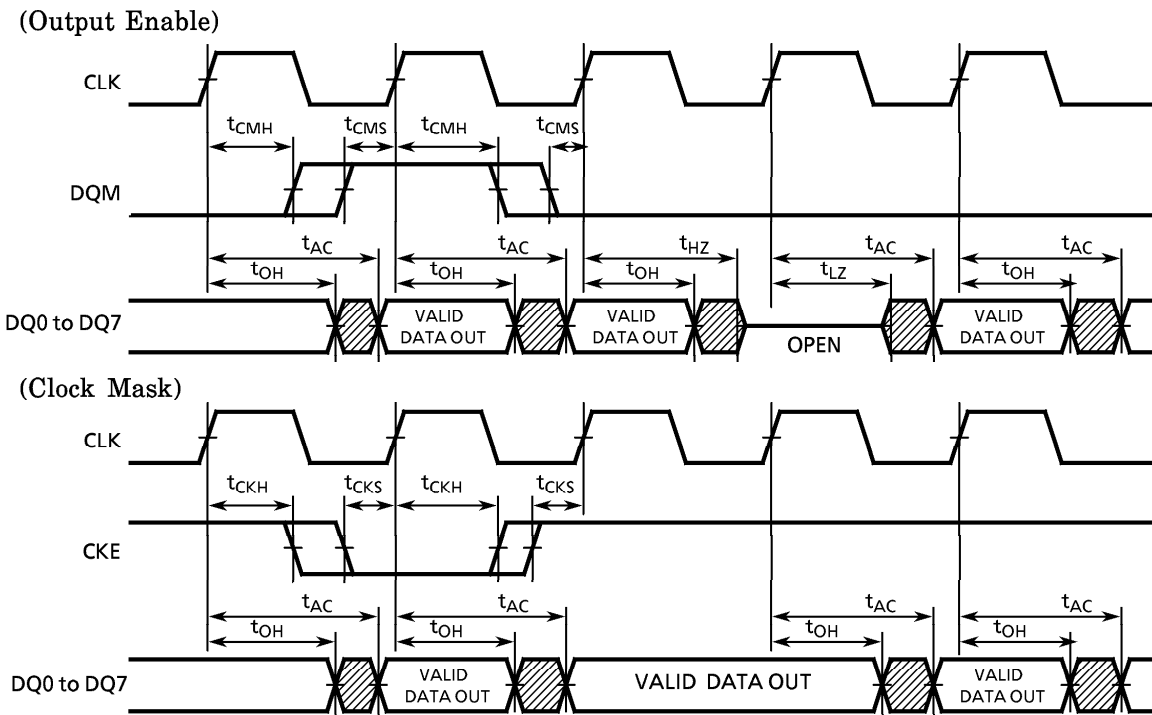 (Output Enable)
CLK
tCMH tCMS tCMH tCMS
DQM
tAC tAC tHZ tAC tAC
tOH tOH tOH tLZ tOH
DQ0 to DQ7
VALID DATA OUT
VALID DATA OUT
OPEN
VALID DATA OUT
(Clock Mask)
CLK
tCKH tCKS tCKH tCKS
CKE
tAC tAC tAC tAC
tOH tOH tOH tOH
DQ0 to DQ7
VALID DATA OUT
VALID DATA OUT
VALID DATA OUT